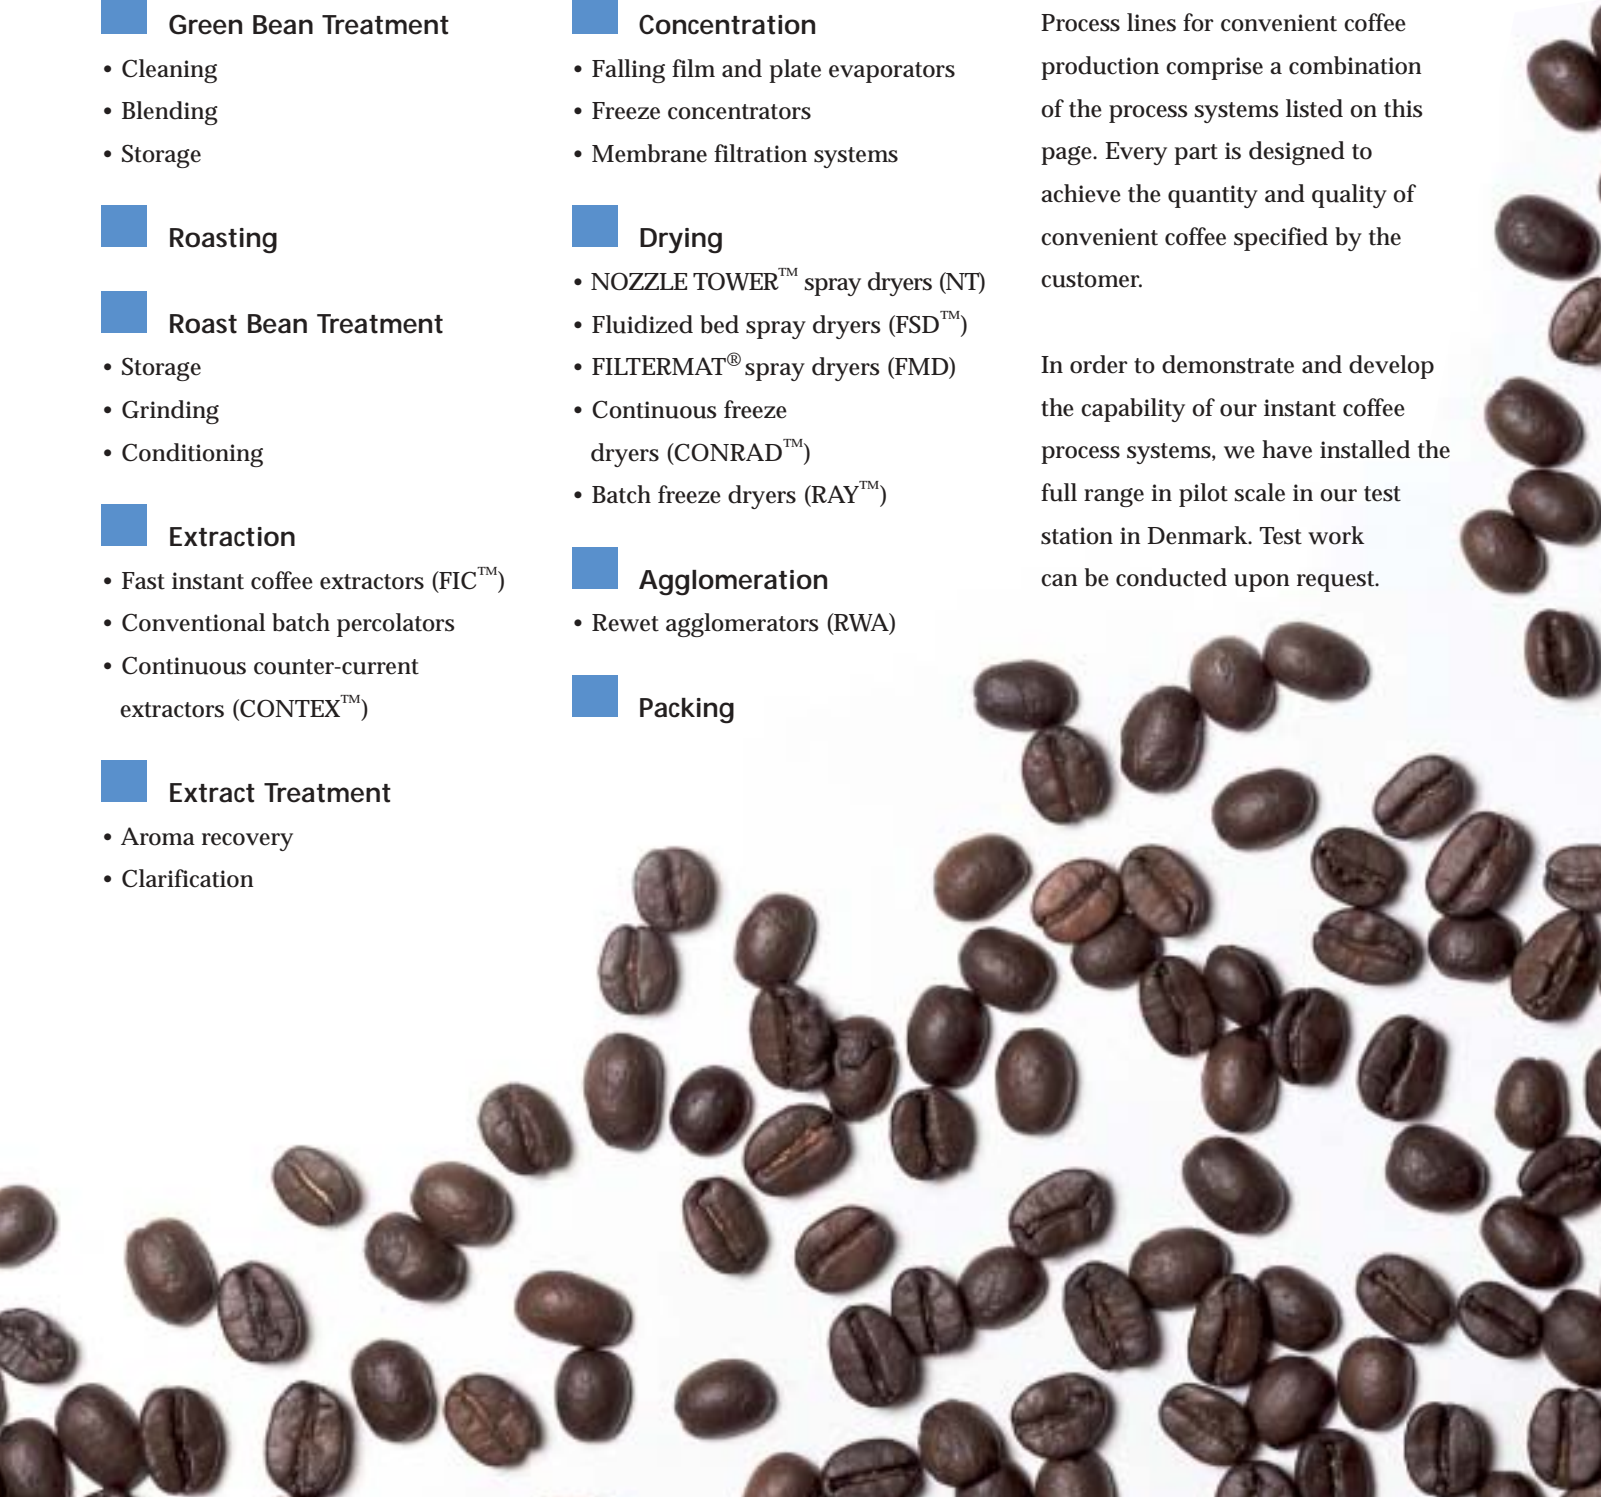 Green Bean Treatment
• Cleaning
• Blending
• Storage
Roasting
Roast Bean Treatment
• Storage
• Grinding
• Conditioning
Extraction
• Fast instant coffee extractors (FIC™)
• Conventional batch percolators
• Continuous counter-current
extractors (CONTEX™)
Extract Treatment
• Aroma recovery
• Clarification
Concentration
• Falling film and plate evaporators
• Freeze concentrators
• Membrane filtration systems
Drying
• NOZZLE TOWER™ spray dryers (NT)
• Fluidized bed spray dryers (FSD™)
• FILTERMAT® spray dryers (FMD)
• Continuous freeze
dryers (CONRAD™)
• Batch freeze dryers (RAY™)
Agglomeration
• Rewet agglomerators (RWA)
Packing
Process lines for convenient coffee
production comprise a combination
of the process systems listed on this
page. Every part is designed to
achieve the quantity and quality of
convenient coffee specified by the
customer.
In order to demonstrate and develop
the capability of our instant coffee
process systems, we have installed the
full range in pilot scale in our test
station in Denmark. Test work
can be conducted upon request.